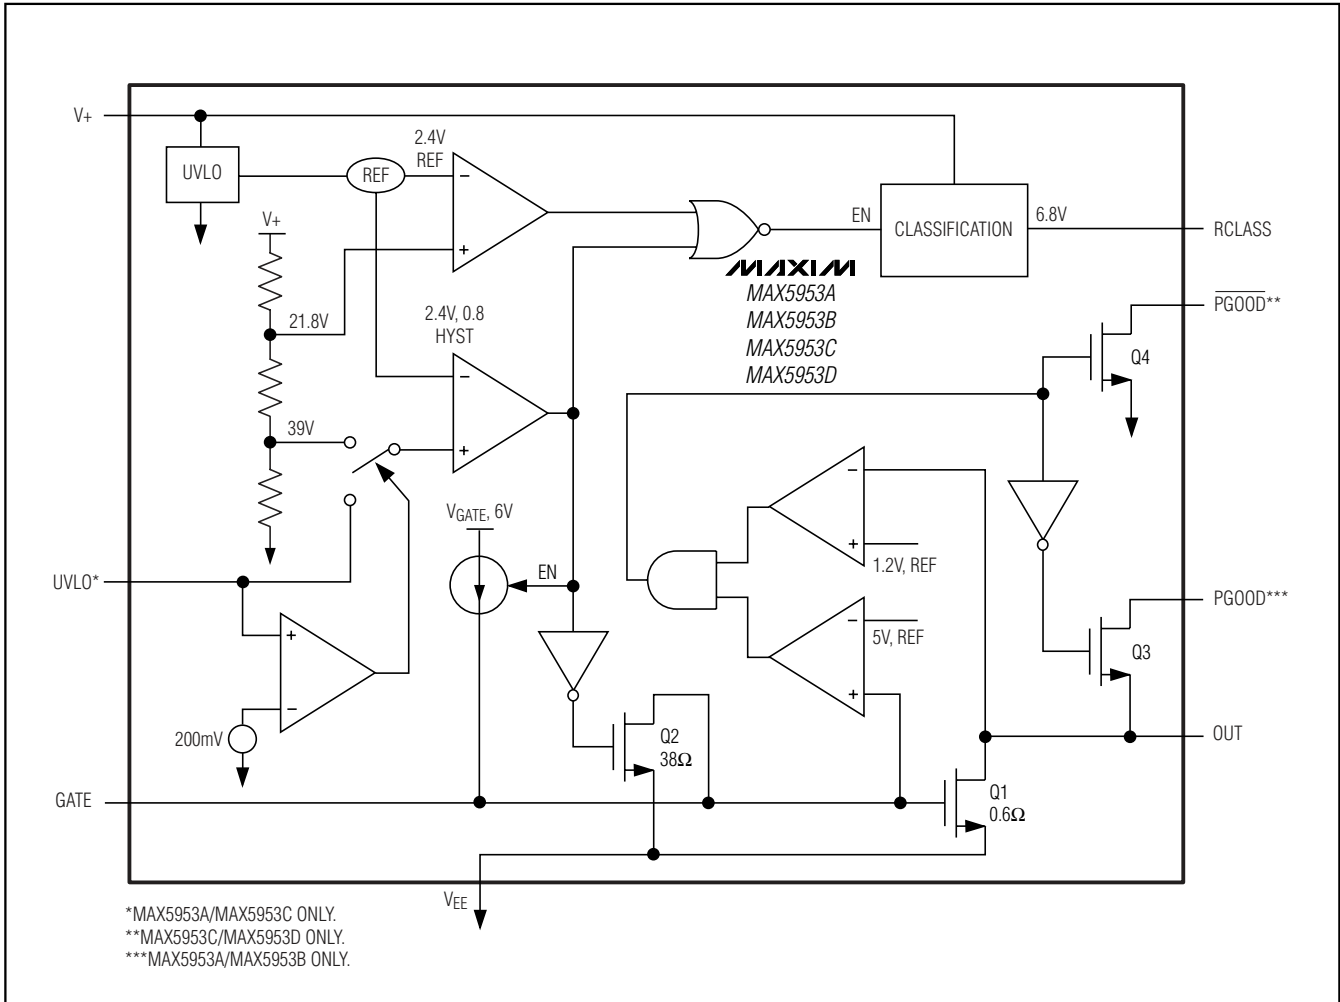 V+
2.4V
REF
UVLO
REF
−
+
V+
21.8V
EN
CLASSIFICATION
6.8V
RCLASS
MAXIM
MAX5953A
MAX5953B
MAX5953C
MAX5953D
PGOOD**
Q4
2.4V, 0.8
HYST
−
+
39V
VGATE, 6V
EN
−
+
1.2V, REF
−
5V, REF
+
UVLO*
+
−
200mV
PGOOD***
Q3
Q2
38Ω
OUT
GATE
Q1
0.6Ω
VEE
*MAX5953A/MAX5953C ONLY.
**MAX5953C/MAX5953D ONLY.
***MAX5953A/MAX5953B ONLY.